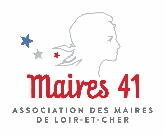 Maires 41
ASSOCIATION DES MAIRES
DE LOIR-ET-CHER